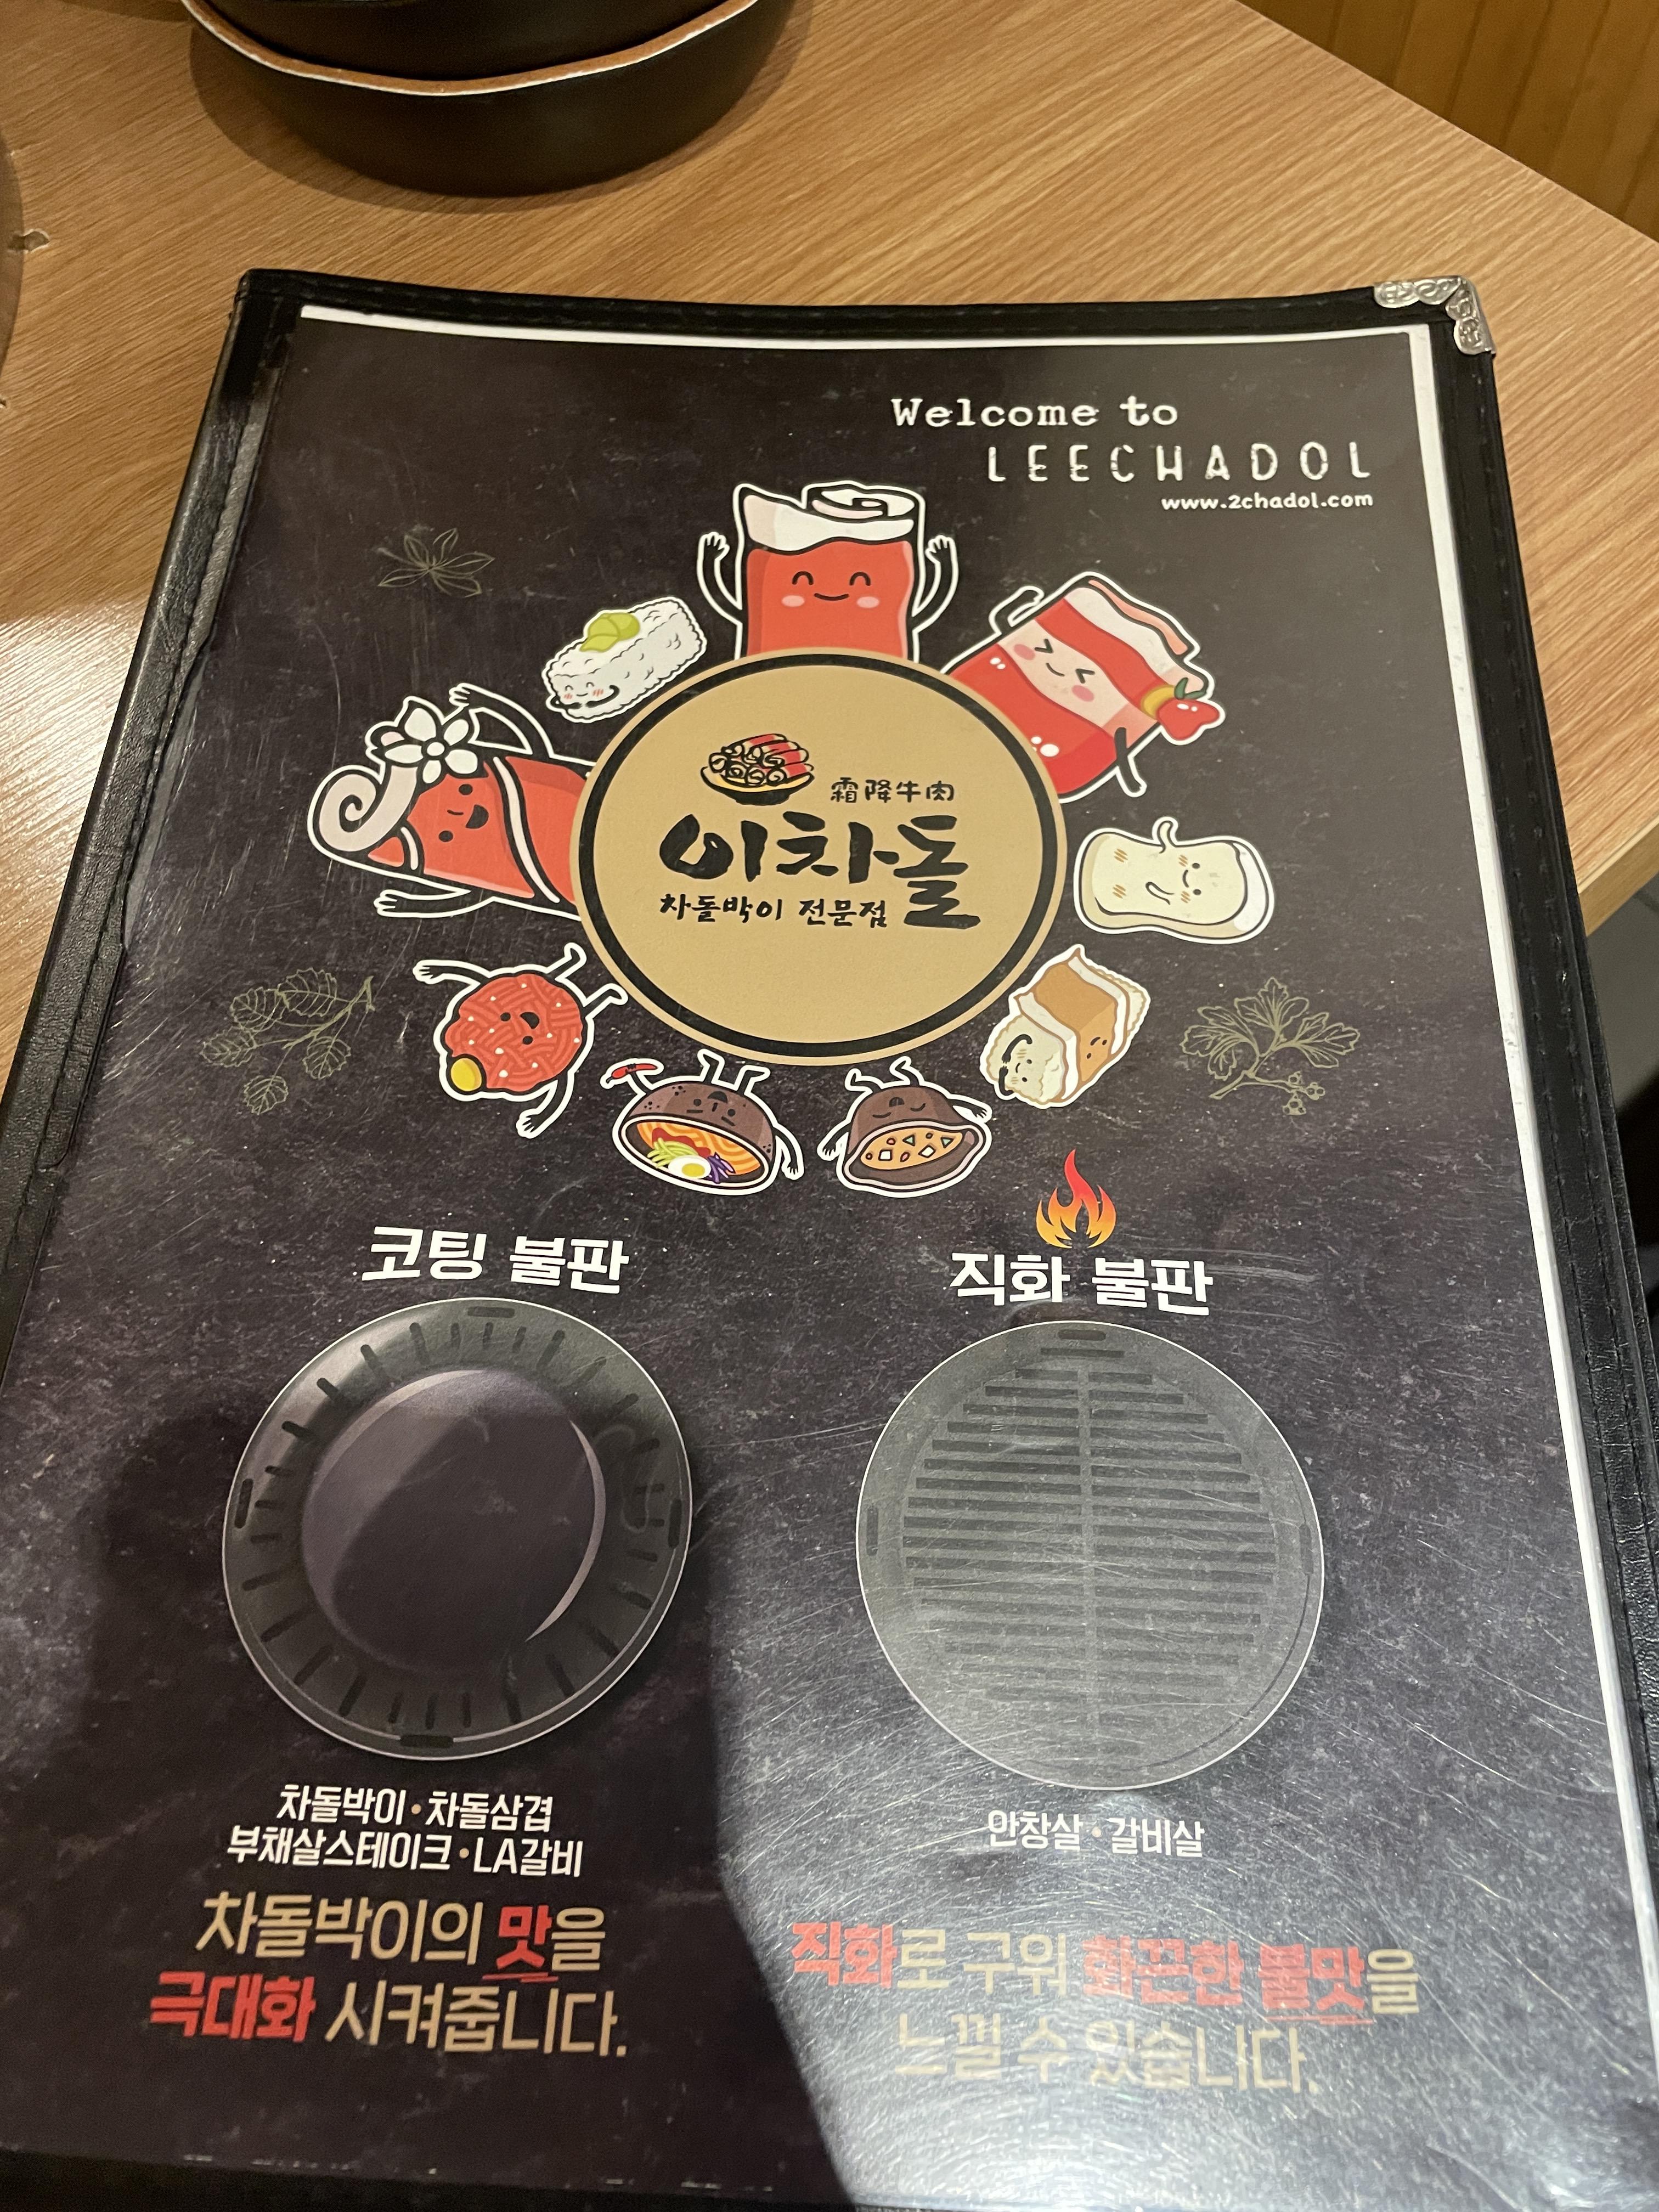 Welcome to
LEECHADOL
www.2chadol.com
霜降牛肉
이차돌
차돌박이 전문점
코팅 불판
직화 불판
차돌박이·차돌삼겹
부채살스테이크·LA갈비
차돌박이의 맛을
극대화 시켜줍니다.
안창살·갈비살
직화로 구워 화끈한 불맛을
느낄 수 있습니다.